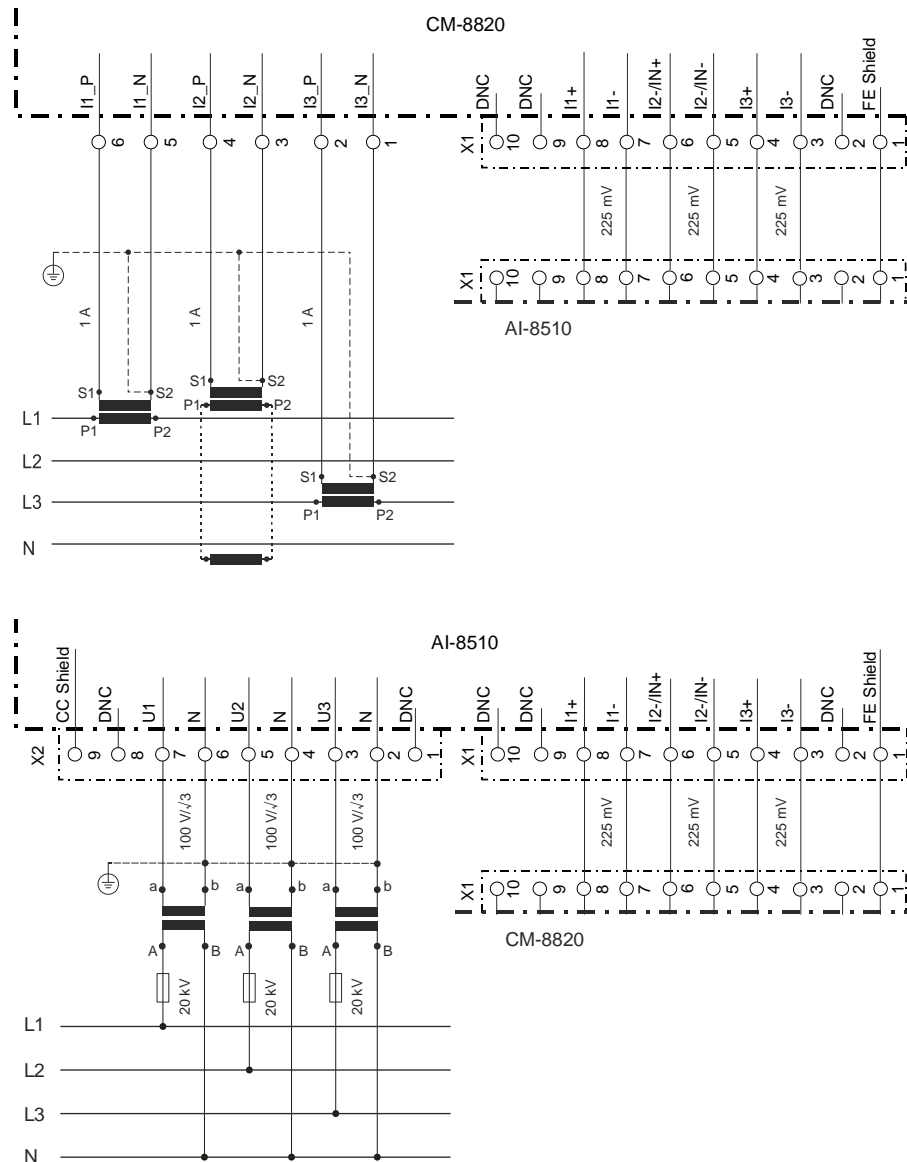 CM-8820
I1_P I1_N I2_P I2_N I3_P I3_N
DNC DNC I1+ I1- I2-/IN+ I2-/IN- I3+ I3- DNC FE Shield
6 5 4 3 2 1
X1 10 9 8 7 6 5 4 3 2 1
225 mV 225 mV 225 mV
X1 10 9 8 7 6 5 4 3 2 1
AI-8510
1 A 1 A 1 A
S1 S2 S1 S2
P1 P2
L1
P1 P2
L2
S1 S2
L3
P1 P2
N
AI-8510
CC Shield DNC U1 N U2 N U3 N DNC
DNC DNC I1+ I1- I2-/IN+ I2-/IN- I3+ I3- DNC FE Shield
X2 9 8 7 6 5 4 3 2 1
X1 10 9 8 7 6 5 4 3 2 1
100 V/√3 100 V/√3 100 V/√3
225 mV 225 mV 225 mV
a b a b a b
X1 10 9 8 7 6 5 4 3 2 1
CM-8820
A B A B A B
20 kV 20 kV 20 kV
L1
L2
L3
N